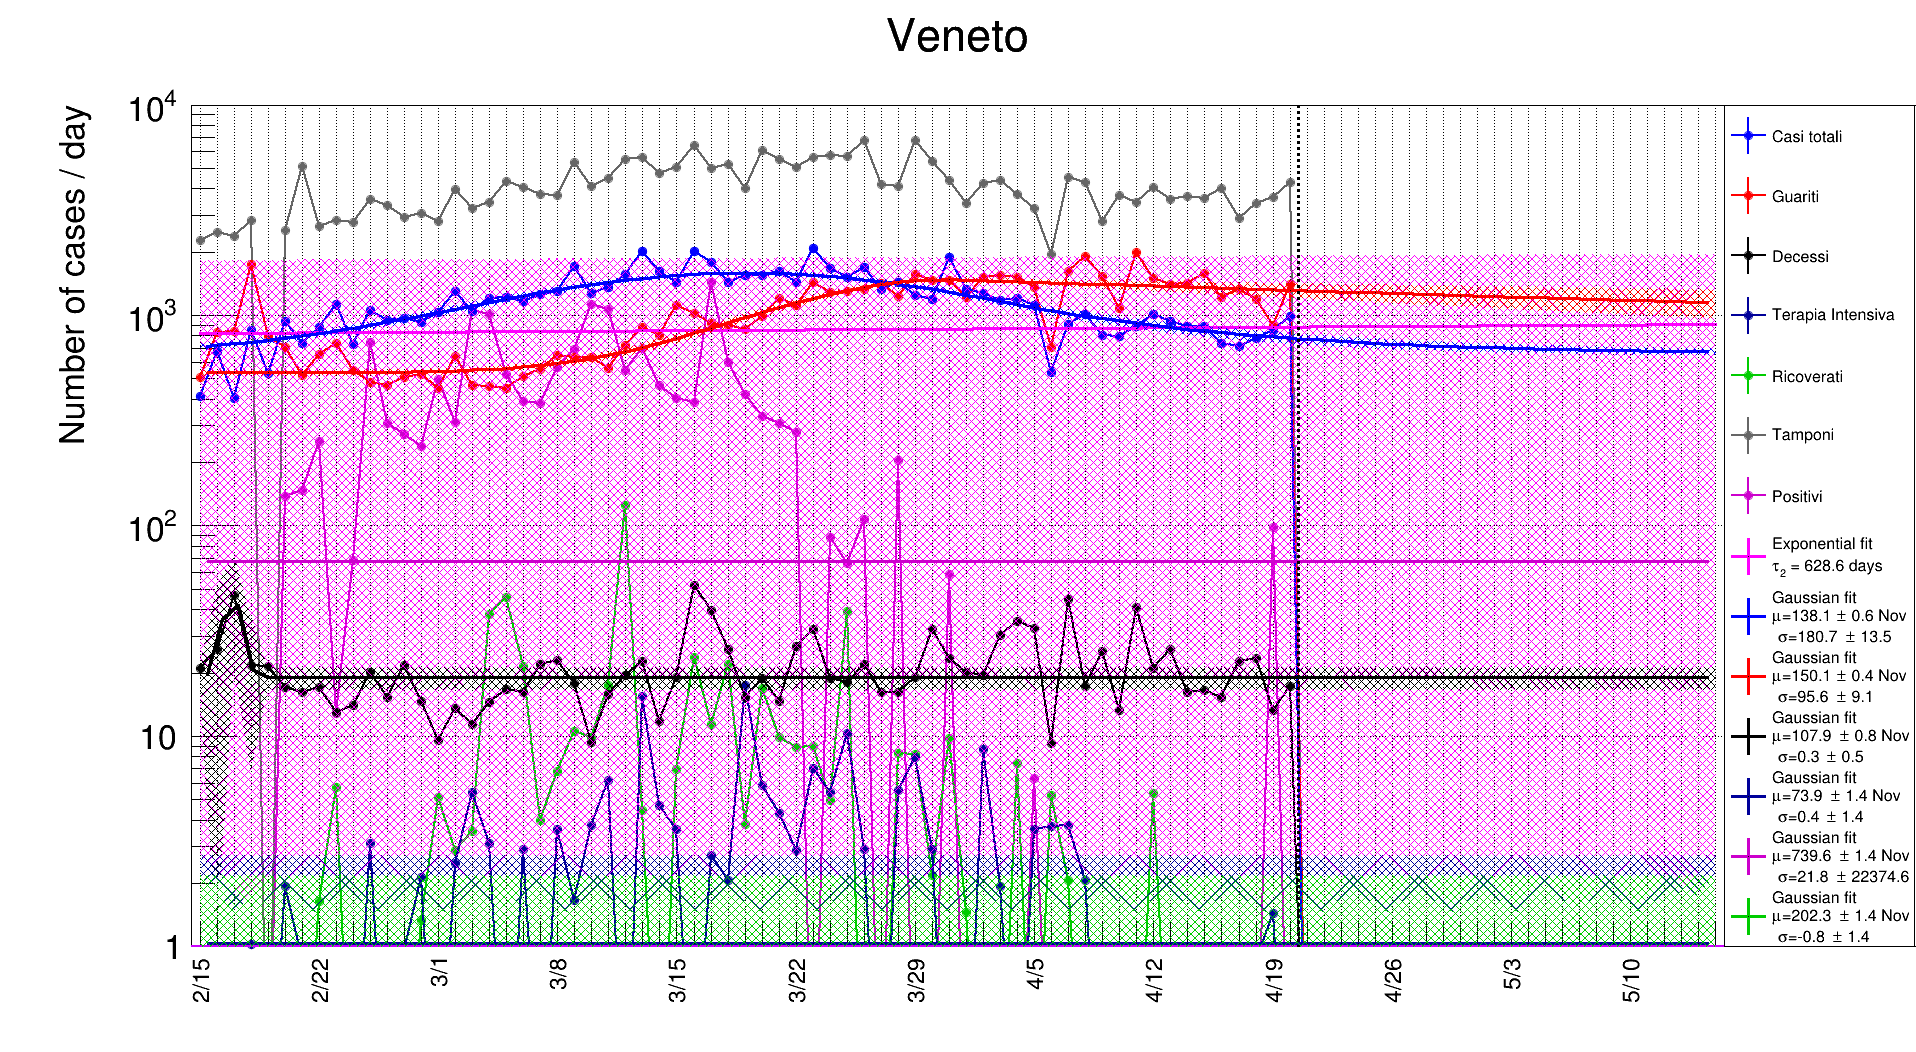 Veneto
Number of cases / day
10^4
10^3
10^2
10
1
2/15
2/22
3/1
3/8
3/15
3/22
3/29
4/5
4/12
4/19
4/26
5/3
5/10
Casi totali
Guariti
Decessi
Terapia Intensiva
Ricoverati
Tamponi
Positivi
Exponential fit
τ₂ = 628.6 days
Gaussian fit
μ=138.1 ± 0.6 Nov
σ=180.7 ± 13.5
Gaussian fit
μ=150.1 ± 0.4 Nov
σ=95.6 ± 9.1
Gaussian fit
μ=107.9 ± 0.8 Nov
σ=0.3 ± 0.5
Gaussian fit
μ=73.9 ± 1.4 Nov
σ=0.4 ± 1.4
Gaussian fit
μ=739.6 ± 1.4 Nov
σ=21.8 ± 22374.6
Gaussian fit
μ=202.3 ± 1.4 Nov
σ=-0.8 ± 1.4